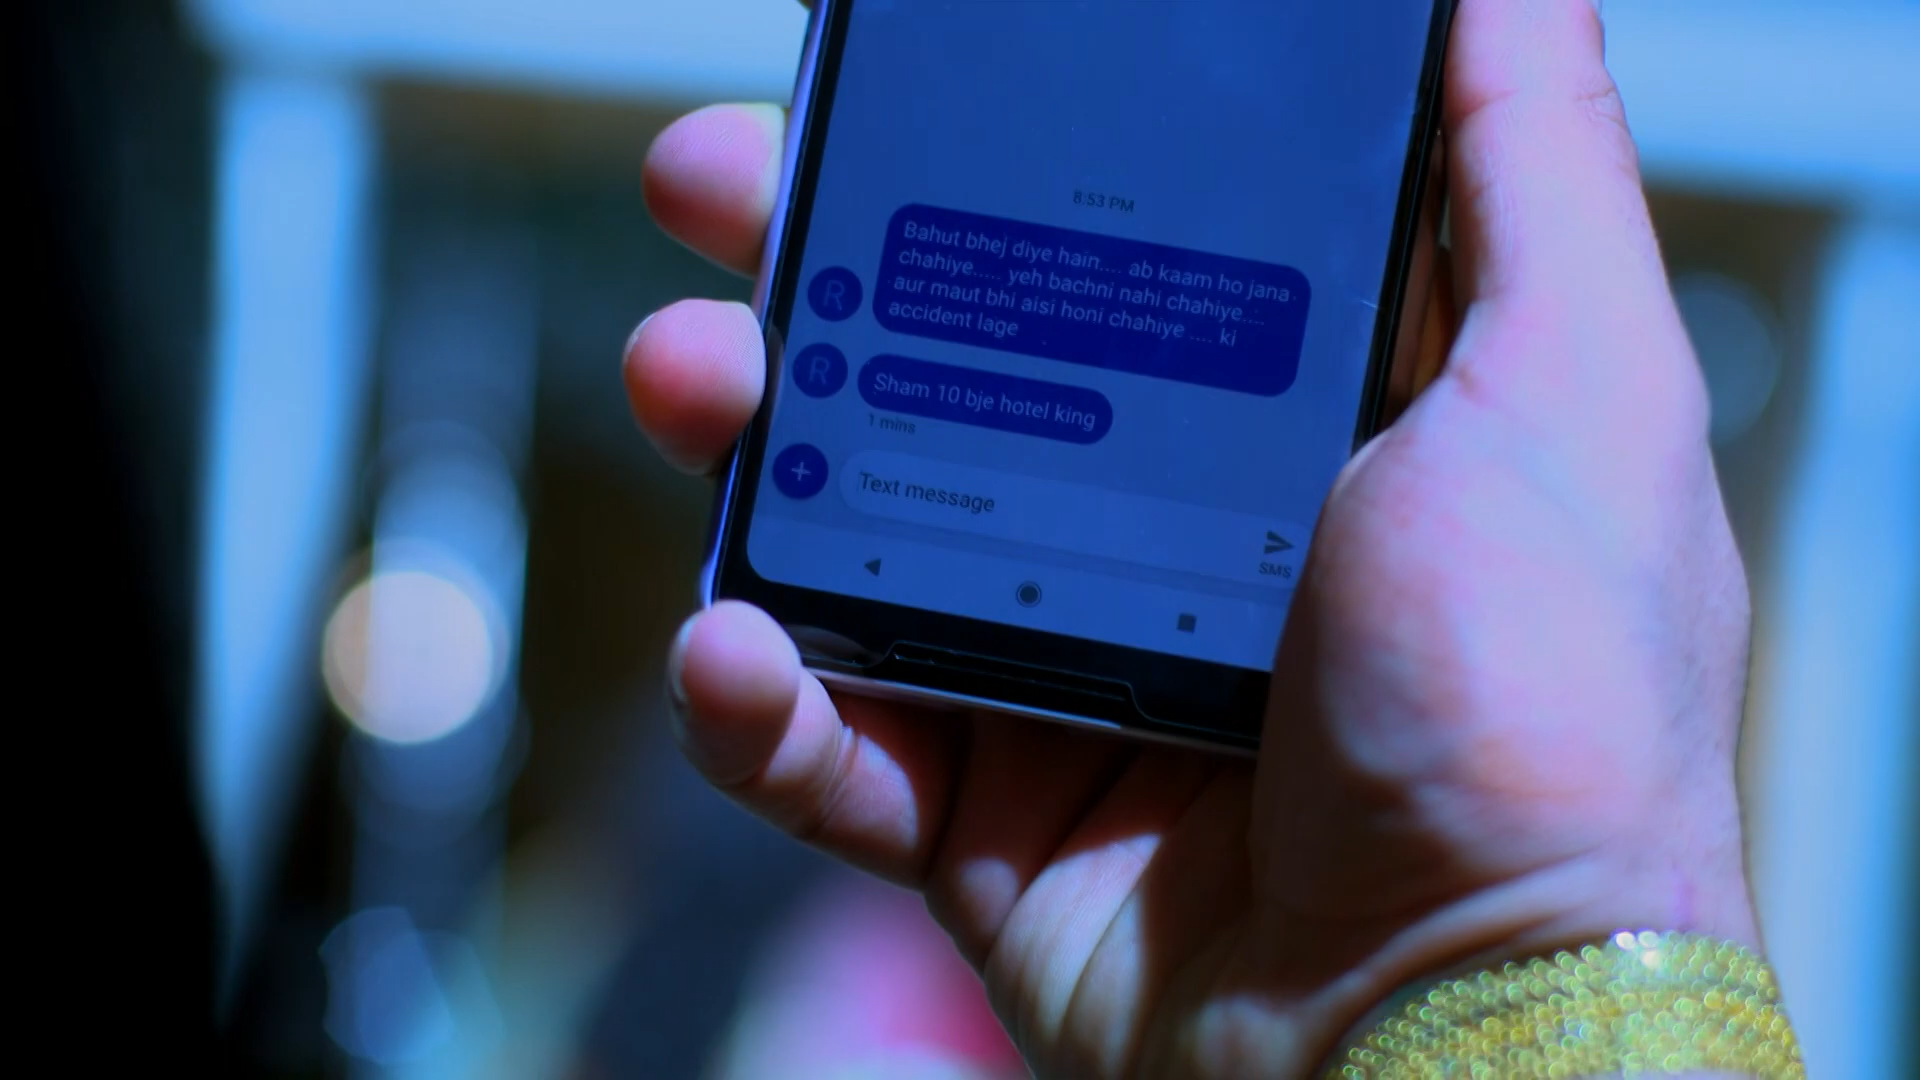 8:53 PM
Bahut bhej diye hain.... ab kaam ho jana
chahiye..... yeh bachni nahi chahiye....
aur maut bhi aisi honi chahiye .... ki
accident lage
R
R
Sham 10 bje hotel king
1 mins
+
Text message
SMS